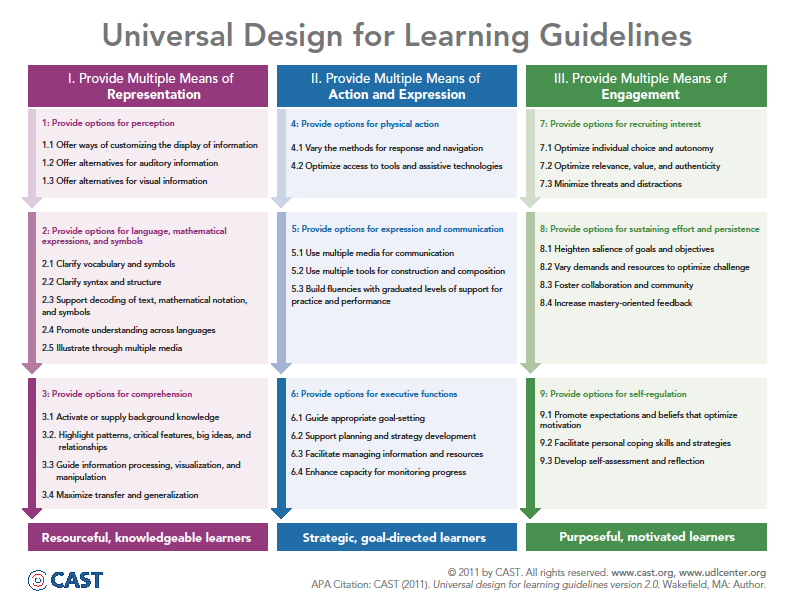 Universal Design for Learning Guidelines
I. Provide Multiple Means of
Representation
1: Provide options for perception
1.1 Offer ways of customizing the display of information
1.2 Offer alternatives for auditory information
1.3 Offer alternatives for visual information
2: Provide options for language, mathematical
expressions, and symbols
2.1 Clarify vocabulary and symbols
2.2 Clarify syntax and structure
2.3 Support decoding of text, mathematical notation,
and symbols
2.4 Promote understanding across languages
2.5 Illustrate through multiple media
3: Provide options for comprehension
3.1 Activate or supply background knowledge
3.2. Highlight patterns, critical features, big ideas, and
relationships
3.3 Guide information processing, visualization, and
manipulation
3.4 Maximize transfer and generalization
Resourceful, knowledgeable learners
II. Provide Multiple Means of
Action and Expression
4: Provide options for physical action
4.1 Vary the methods for response and navigation
4.2 Optimize access to tools and assistive technologies
5: Provide options for expression and communication
5.1 Use multiple media for communication
5.2 Use multiple tools for construction and composition
5.3 Build fluencies with graduated levels of support for
practice and performance
6: Provide options for executive functions
6.1 Guide appropriate goal-setting
6.2 Support planning and strategy development
6.3 Facilitate managing information and resources
6.4 Enhance capacity for monitoring progress
Strategic, goal-directed learners
III. Provide Multiple Means of
Engagement
7: Provide options for recruiting interest
7.1 Optimize individual choice and autonomy
7.2 Optimize relevance, value, and authenticity
7.3 Minimize threats and distractions
8: Provide options for sustaining effort and persistence
8.1 Heighten salience of goals and objectives
8.2 Vary demands and resources to optimize challenge
8.3 Foster collaboration and community
8.4 Increase mastery-oriented feedback
9: Provide options for self-regulation
9.1 Promote expectations and beliefs that optimize
motivation
9.2 Facilitate personal coping skills and strategies
9.3 Develop self-assessment and reflection
Purposeful, motivated learners
CAST
© 2011 by CAST. All rights reserved. www.cast.org, www.udlcenter.org
APA Citation: CAST (2011). Universal design for learning guidelines version 2.0. Wakefield, MA: Author.